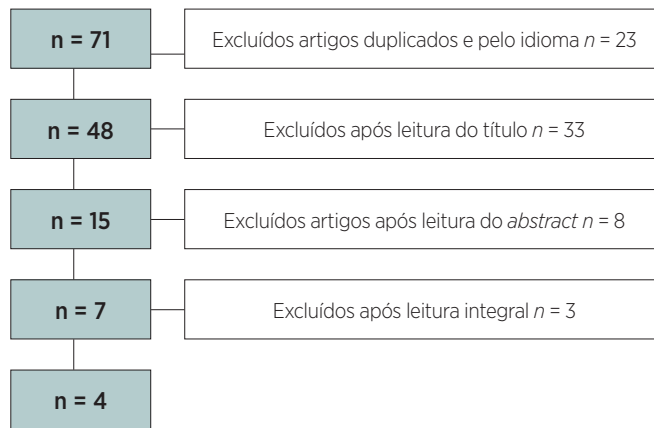 n = 71
Excluídos artigos duplicados e pelo idioma n = 23
n = 48
Excluídos após leitura do título n = 33
n = 15
Excluídos artigos após leitura do abstract n = 8
n = 7
Excluídos após leitura integral n = 3
n = 4